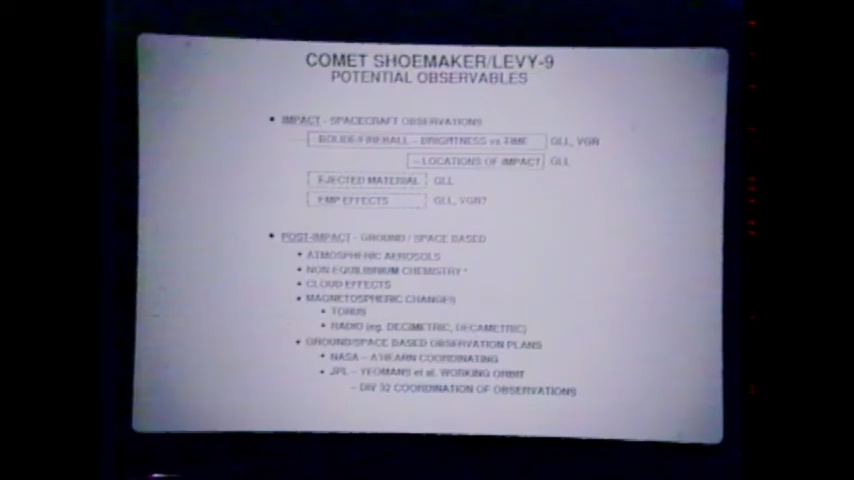 COMET SHOEMAKER/LEVY-9
POTENTIAL OBSERVABLES
• IMPACT - SPACECRAFT OBSERVATIONS
BOLIDE/FIREBALL – BRIGHTNESS vs TIME GLL, VGR
– LOCATIONS OF IMPACT GLL
EJECTED MATERIAL GLL
EMP EFFECTS GLL, VGR?
• POST-IMPACT - GROUND / SPACE BASED
• ATMOSPHERIC AEROSOLS
• NON-EQUILIBRIUM CHEMISTRY *
• CLOUD EFFECTS
• MAGNETOSPHERIC CHANGES
• TORUS
• RADIO (eg. DECIMETRIC, DECAMETRIC)
• GROUND/SPACE BASED OBSERVATION PLANS
• NASA – A'HEARN COORDINATING
• JPL – YEOMANS et al. WORKING ORBIT
– DIV 32 COORDINATION OF OBSERVATIONS